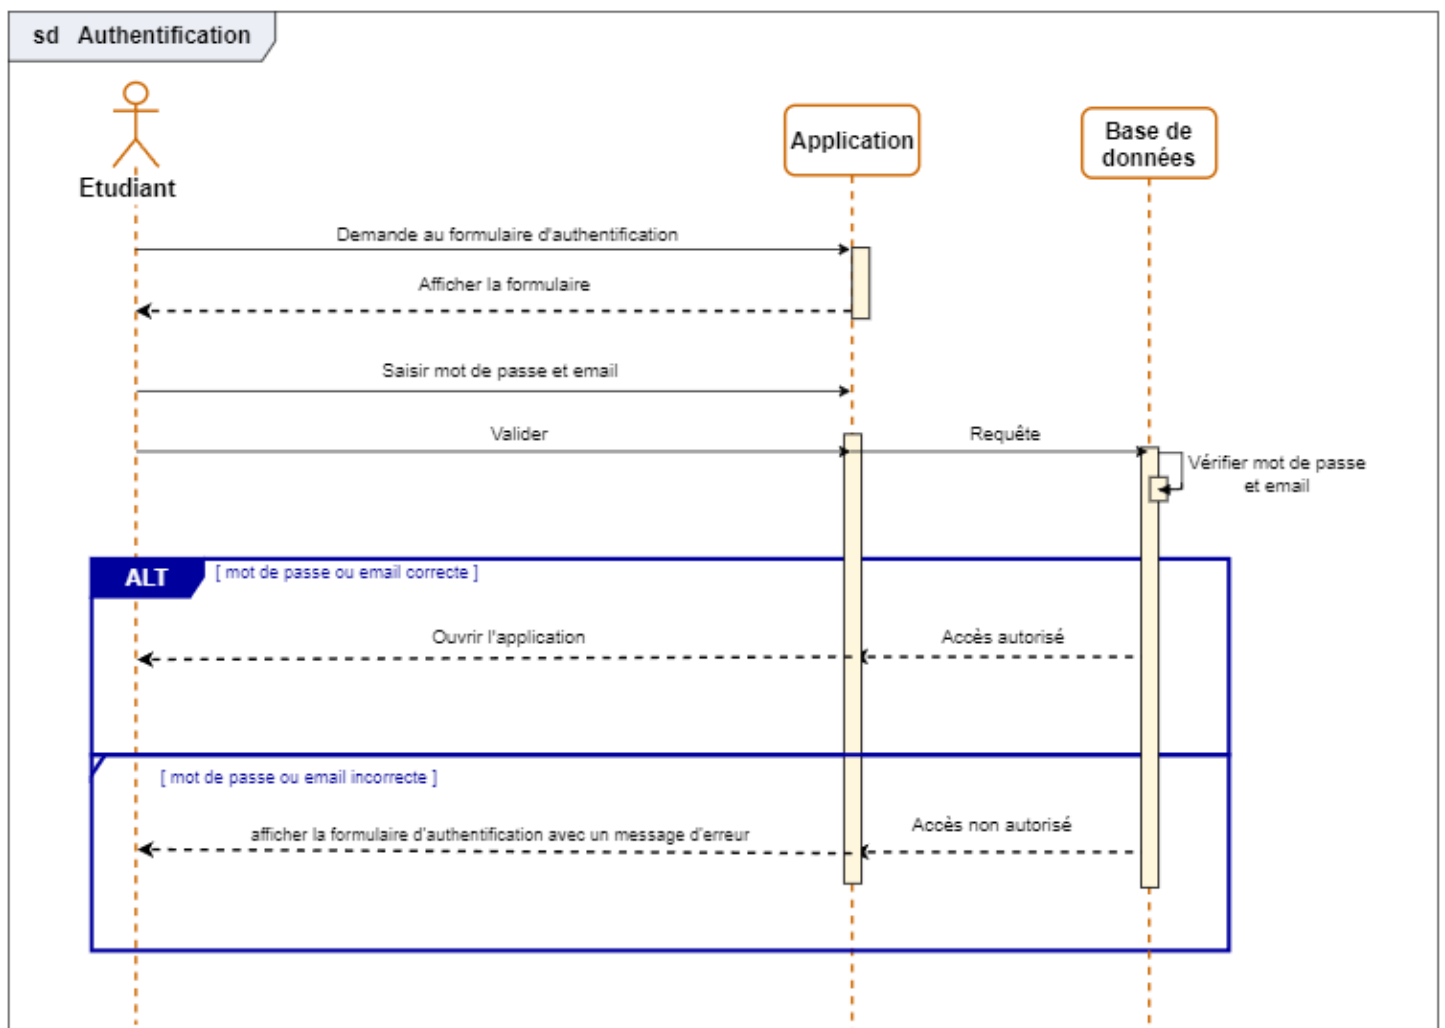 sd Authentification
Etudiant
Application
Base de
données
Demande au formulaire d'authentification
Afficher la formulaire
Saisir mot de passe et email
Valider
Requête
Vérifier mot de passe
et email
ALT
[ mot de passe ou email correcte ]
Ouvrir l'application
Accès autorisé
[ mot de passe ou email incorrecte ]
afficher la formulaire d'authentification avec un message d'erreur
Accès non autorisé